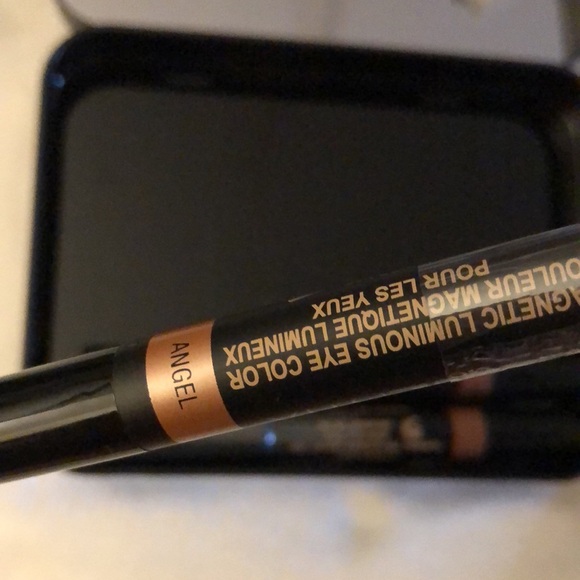 ANGEL
MAGNETIC LUMINOUS EYE COLOR
COULEUR MAGNETIQUE LUMINEUX
POUR LES YEUX